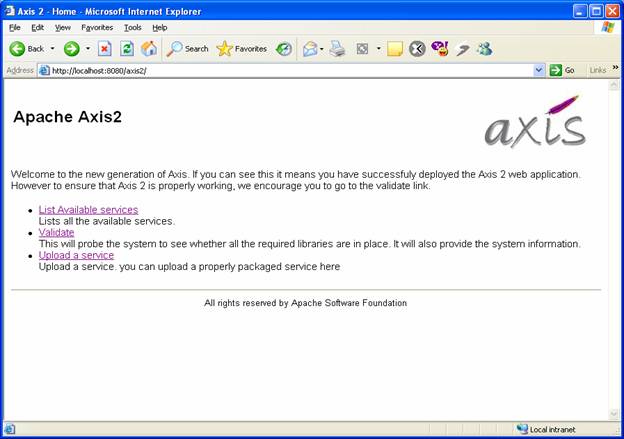 Axis 2 - Home - Microsoft Internet Explorer
File Edit View Favorites Tools Help
Back Search Favorites
Address http://localhost:8080/axis2/ Go Links »
Apache Axis2
axis
Welcome to the new generation of Axis. If you can see this it means you have successfuly deployed the Axis 2 web application.
However to ensure that Axis 2 is properly working, we encourage you to go to the validate link.
• List Available services
Lists all the available services.
• Validate
This will probe the system to see whether all the required libraries are in place. It will also provide the system information.
• Upload a service
Upload a service. you can upload a properly packaged service here
All rights reserved by Apache Software Foundation
Local intranet